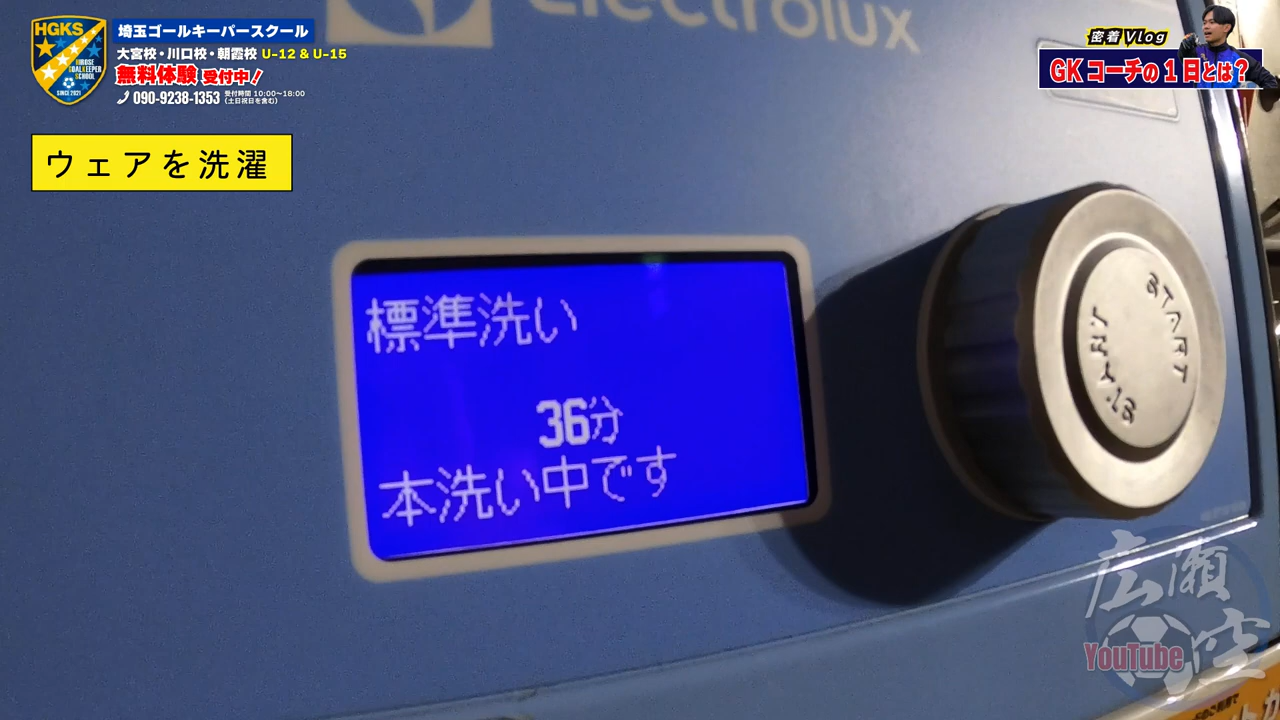 HGKS
HIROSE
GOALKEEPER
SCHOOL
SINCE 2021
埼玉ゴールキーパースクール
大宮校・川口校・朝霞校 U-12 & U-15
無料体験 受付中!
090-9238-1353 受付時間 10:00~18:00
(土日祝日を含む)
密着Vlog
GKコーチの1日とは?
ウェアを洗濯
Electrolux
標準洗い
36分
本洗い中です
START
START
広瀬
空
YouTube